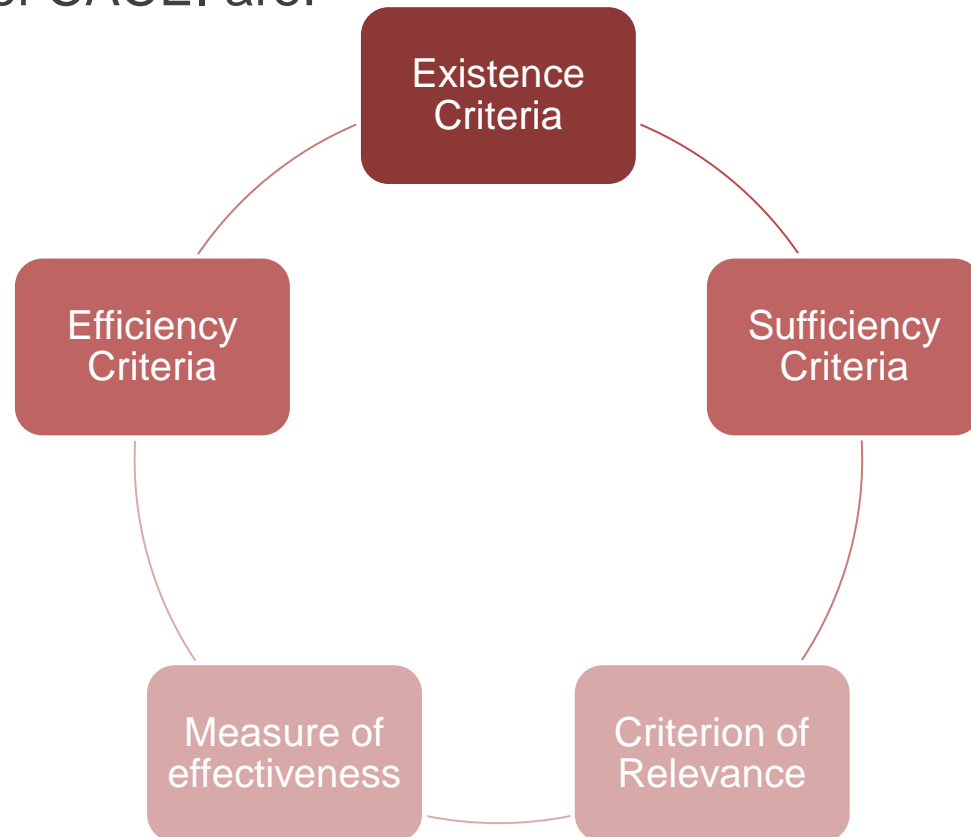 Existence
Criteria
Efficiency
Criteria
Sufficiency
Criteria
Measure of
effectiveness
Criterion of
Relevance